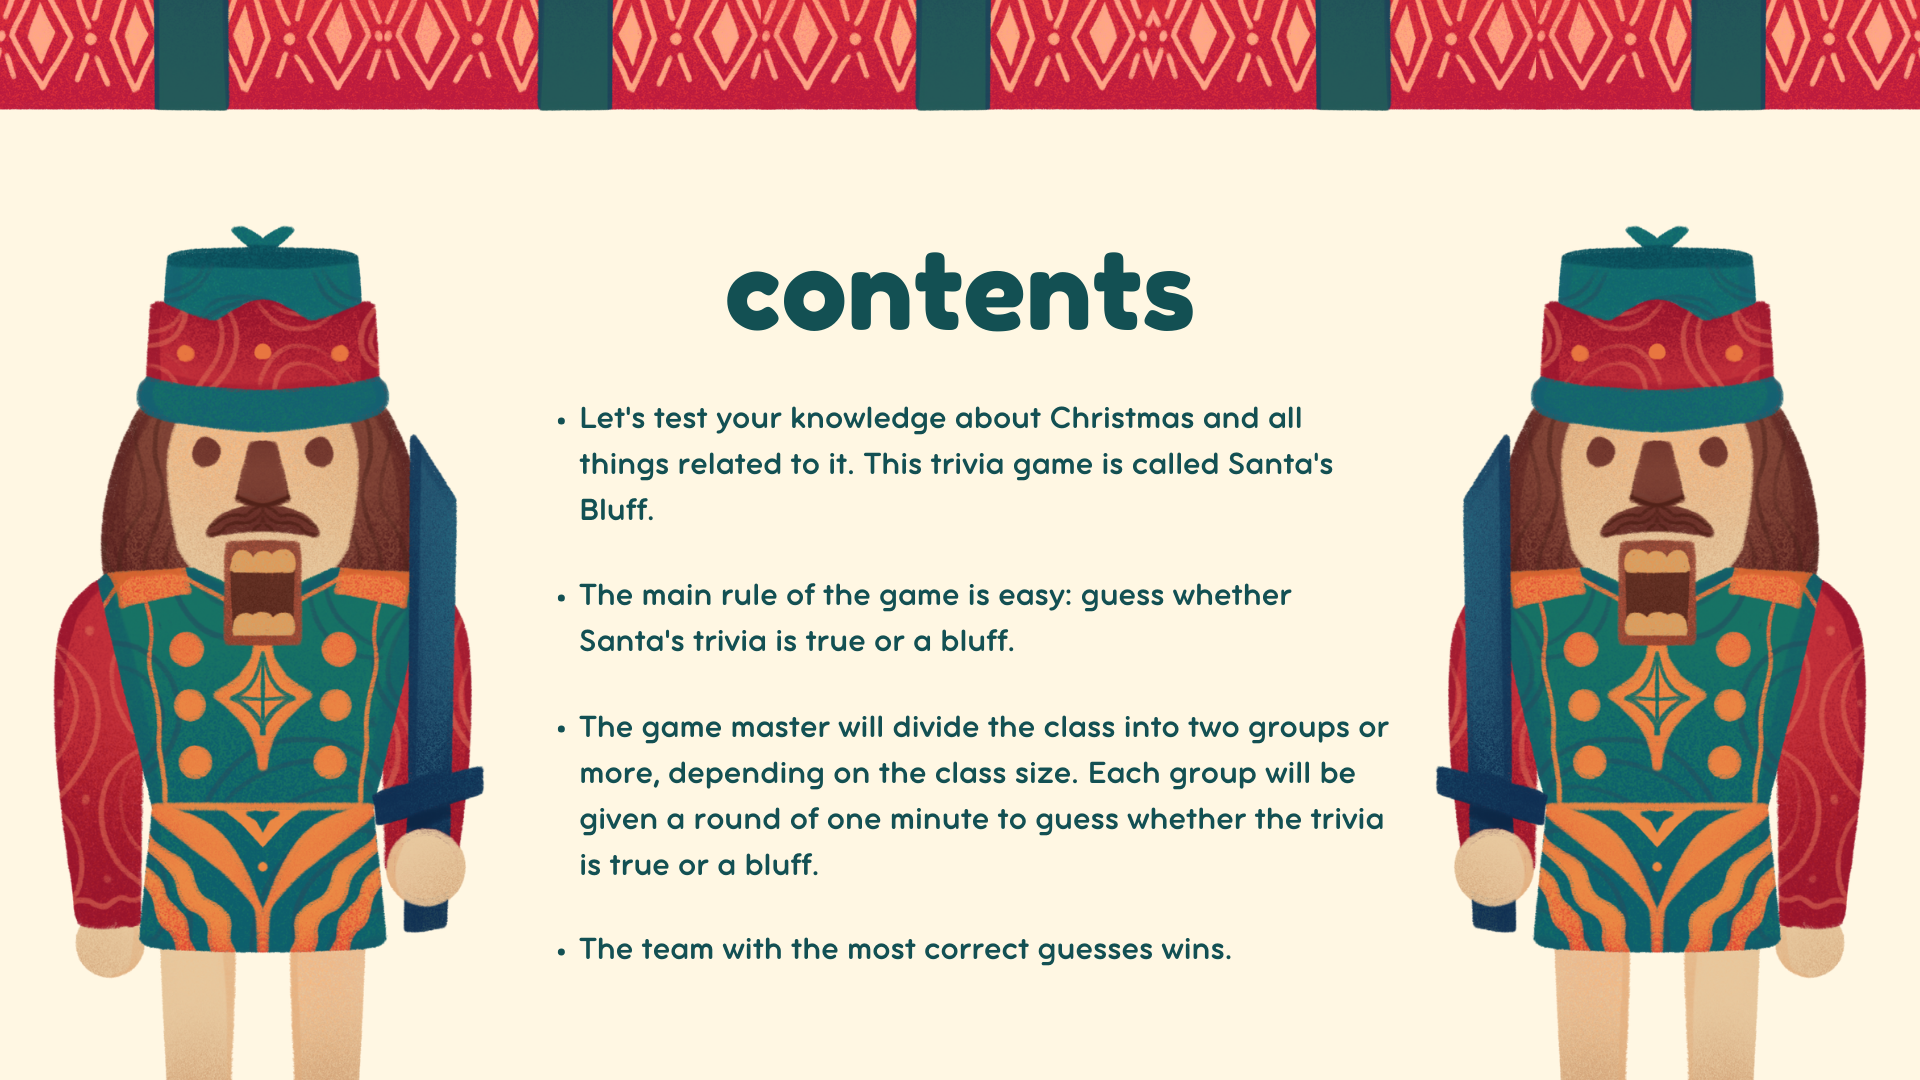 contents
• Let's test your knowledge about Christmas and all
things related to it. This trivia game is called Santa's
Bluff.
• The main rule of the game is easy: guess whether
Santa's trivia is true or a bluff.
• The game master will divide the class into two groups or
more, depending on the class size. Each group will be
given a round of one minute to guess whether the trivia
is true or a bluff.
• The team with the most correct guesses wins.